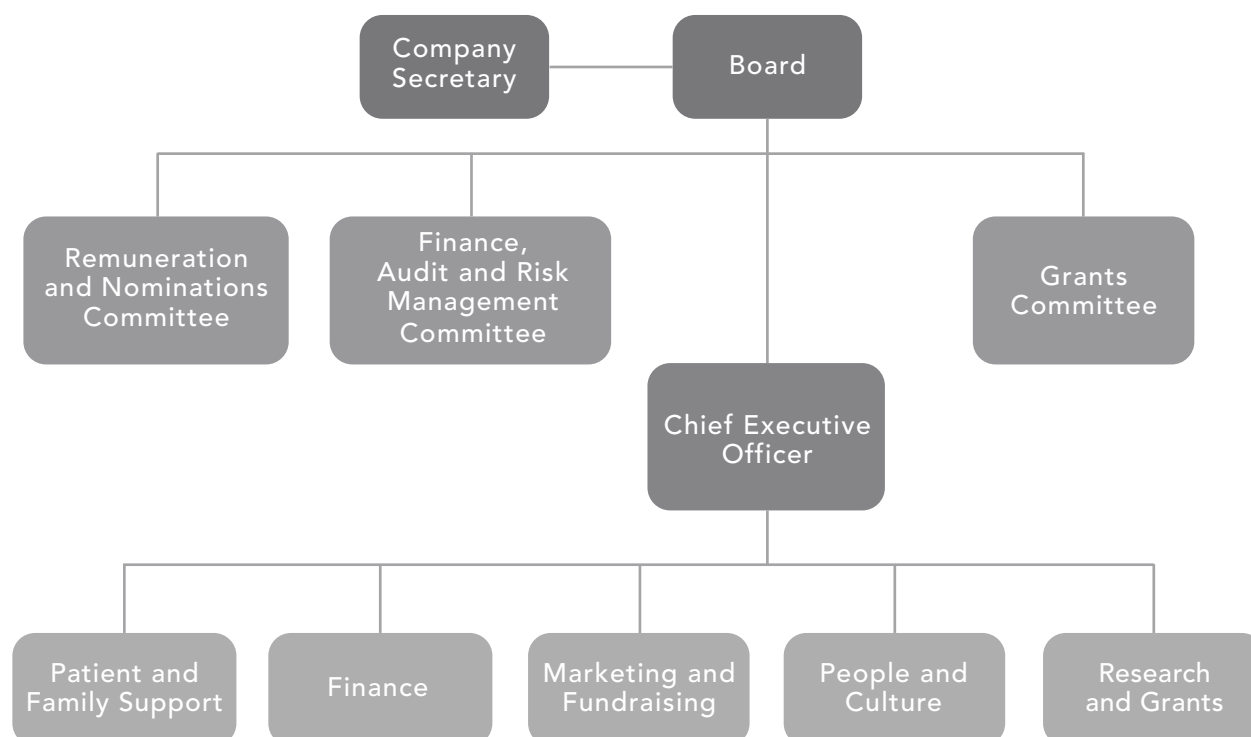 Company
Secretary
Board
Remuneration
and Nominations
Committee
Finance,
Audit and Risk
Management
Committee
Grants
Committee
Chief Executive
Officer
Patient and
Family Support
Finance
Marketing and
Fundraising
People and
Culture
Research
and Grants